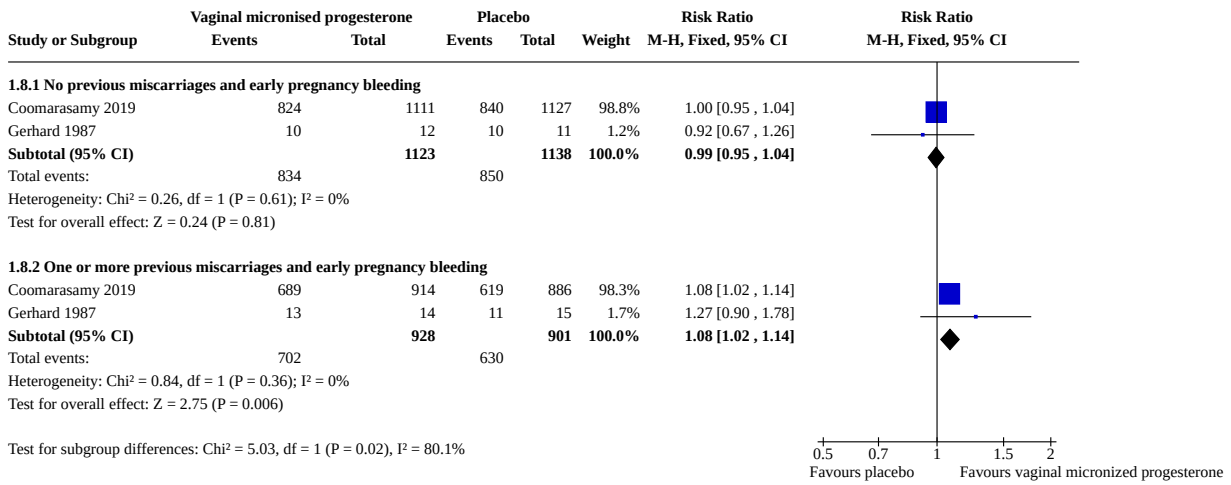 Vaginal micronised progesterone Placebo Risk Ratio Risk Ratio
Study or Subgroup Events Total Events Total Weight M-H, Fixed, 95% CI M-H, Fixed, 95% CI
1.8.1 No previous miscarriages and early pregnancy bleeding
Coomarasamy 2019 824 1111 840 1127 98.8% 1.00 [0.95 , 1.04]
Gerhard 1987 10 12 10 11 1.2% 0.92 [0.67 , 1.26]
Subtotal (95% CI) 1123 1138 100.0% 0.99 [0.95 , 1.04]
Total events: 834 850
Heterogeneity: Chi² = 0.26, df = 1 (P = 0.61); I² = 0%
Test for overall effect: Z = 0.24 (P = 0.81)
1.8.2 One or more previous miscarriages and early pregnancy bleeding
Coomarasamy 2019 689 914 619 886 98.3% 1.08 [1.02 , 1.14]
Gerhard 1987 13 14 11 15 1.7% 1.27 [0.90 , 1.78]
Subtotal (95% CI) 928 901 100.0% 1.08 [1.02 , 1.14]
Total events: 702 630
Heterogeneity: Chi² = 0.84, df = 1 (P = 0.36); I² = 0%
Test for overall effect: Z = 2.75 (P = 0.006)
Test for subgroup differences: Chi² = 5.03, df = 1 (P = 0.02), I² = 80.1%
0.5 0.7 1 1.5 2
Favours placebo Favours vaginal micronized progesterone